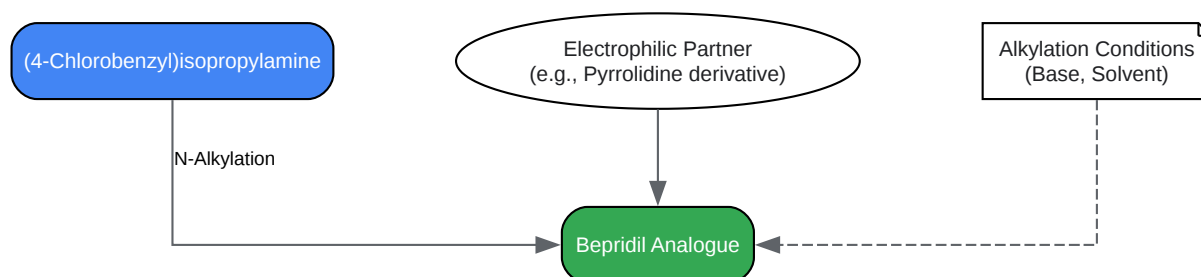 (4-Chlorobenzyl)isopropylamine
Electrophilic Partner
(e.g., Pyrrolidine derivative)
Alkylation Conditions
(Base, Solvent)
N-Alkylation
Bepridil Analogue